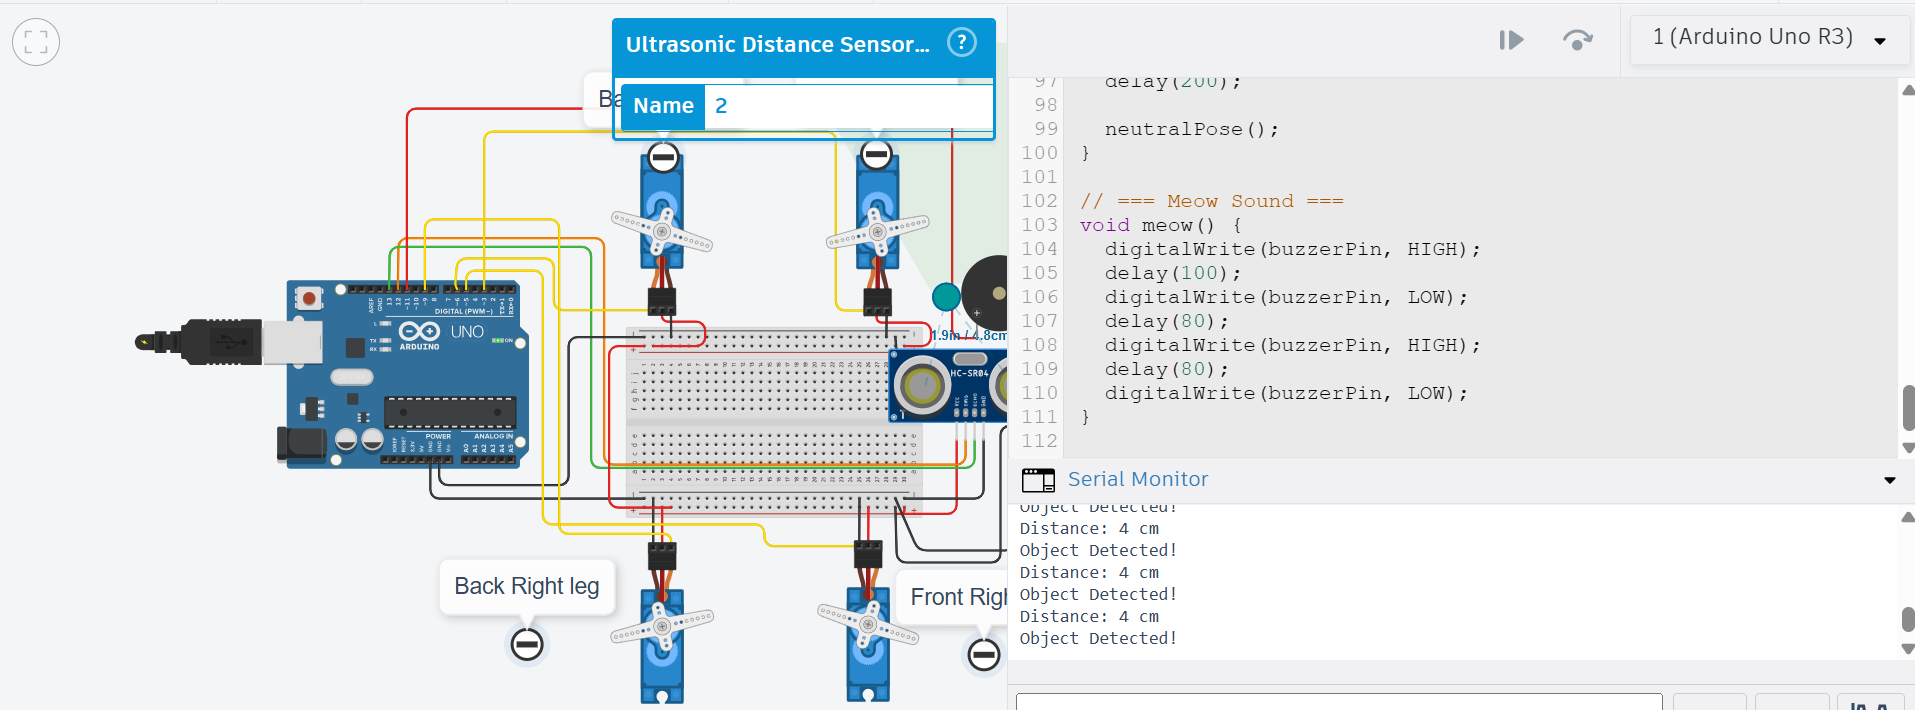 Ultrasonic Distance Sensor... ?
Name 2
Ba
1 (Arduino Uno R3)
97 delay(200);
98
99 neutralPose();
100 }
101
102 // === Meow Sound ===
103 void meow() {
104 digitalWrite(buzzerPin, HIGH);
105 delay(100);
106 digitalWrite(buzzerPin, LOW);
107 delay(80);
108 digitalWrite(buzzerPin, HIGH);
109 delay(80);
110 digitalWrite(buzzerPin, LOW);
111 }
112
DIGITAL (PWM~)
UNO
ARDUINO
TX
RX
ON
POWER
ANALOG IN
1.9in / 4.8cm
HC-SR04
Back Right leg
Front Righ
Serial Monitor
Object Detected!
Distance: 4 cm
Object Detected!
Distance: 4 cm
Object Detected!
Distance: 4 cm
Object Detected!